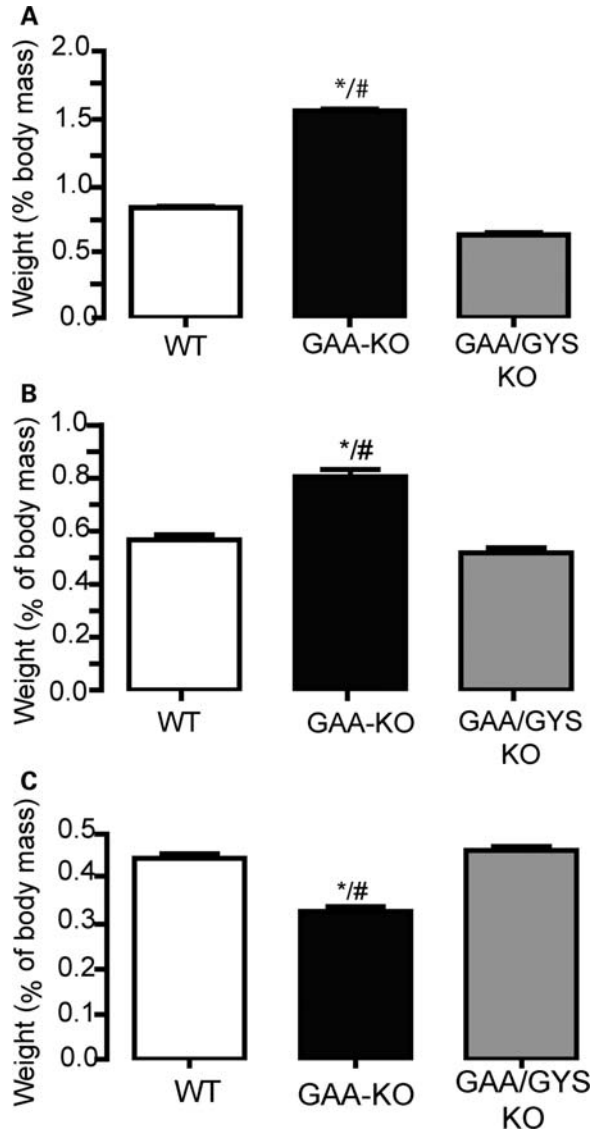 A
Weight (% body mass)
2.0
1.5
1.0
0.5
0.0
*/#
WT
GAA-KO
GAA/GYS
KO
B
Weight (% of body mass)
1.0
0.8
0.6
0.4
0.2
0.0
*/#
WT
GAA-KO
GAA/GYS
KO
C
Weight (% of body mass)
0.5
0.4
0.3
0.2
0.1
0.0
*/#
WT
GAA-KO
GAA/GYS
KO